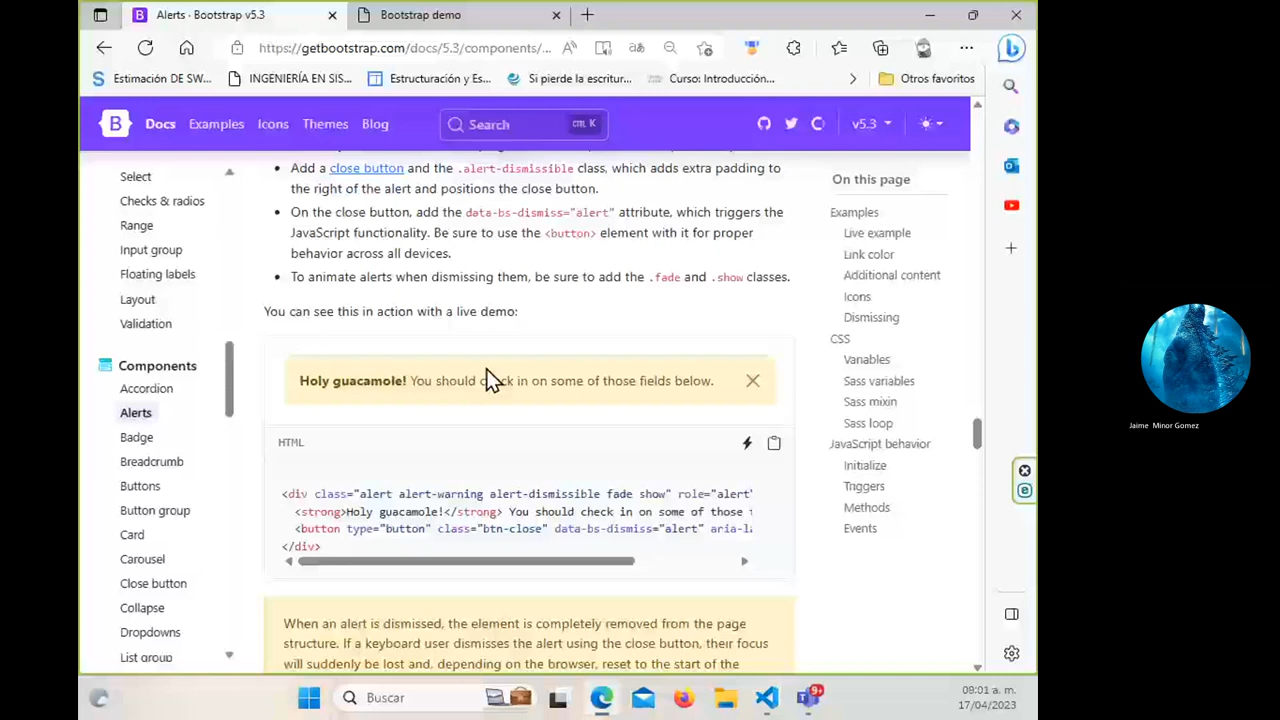 Alerts · Bootstrap v5.3
Bootstrap demo
https://getbootstrap.com/docs/5.3/components/...
Estimación DE SW...
INGENIERÍA EN SIS...
Estructuración y Es...
Si pierde la escritur...
Curso: Introducción...
Otros favoritos
B
Docs
Examples
Icons
Themes
Blog
Search
CTRL K
v5.3
Select
Checks & radios
Range
Input group
Floating labels
Layout
Validation
Components
Accordion
Alerts
Badge
Breadcrumb
Buttons
Button group
Card
Carousel
Close button
Collapse
Dropdowns
List group
Add a close button and the .alert-dismissible class, which adds extra padding to
the right of the alert and positions the close button.
On the close button, add the data-bs-dismiss="alert" attribute, which triggers the
JavaScript functionality. Be sure to use the <button> element with it for proper
behavior across all devices.
To animate alerts when dismissing them, be sure to add the .fade and .show classes.
You can see this in action with a live demo:
Holy guacamole! You should check in on some of those fields below.
HTML
<div class="alert alert-warning alert-dismissible fade show" role="alert"
<strong>Holy guacamole!</strong> You should check in on some of those
<button type="button" class="btn-close" data-bs-dismiss="alert" aria-la
</div>
When an alert is dismissed, the element is completely removed from the page
structure. If a keyboard user dismisses the alert using the close button, their focus
will suddenly be lost and, depending on the browser, reset to the start of the
On this page
Examples
Live example
Link color
Additional content
Icons
Dismissing
CSS
Variables
Sass variables
Sass mixin
Sass loop
JavaScript behavior
Initialize
Triggers
Methods
Events
Jaime Minor Gomez
Buscar
9+
09:01 a. m.
17/04/2023